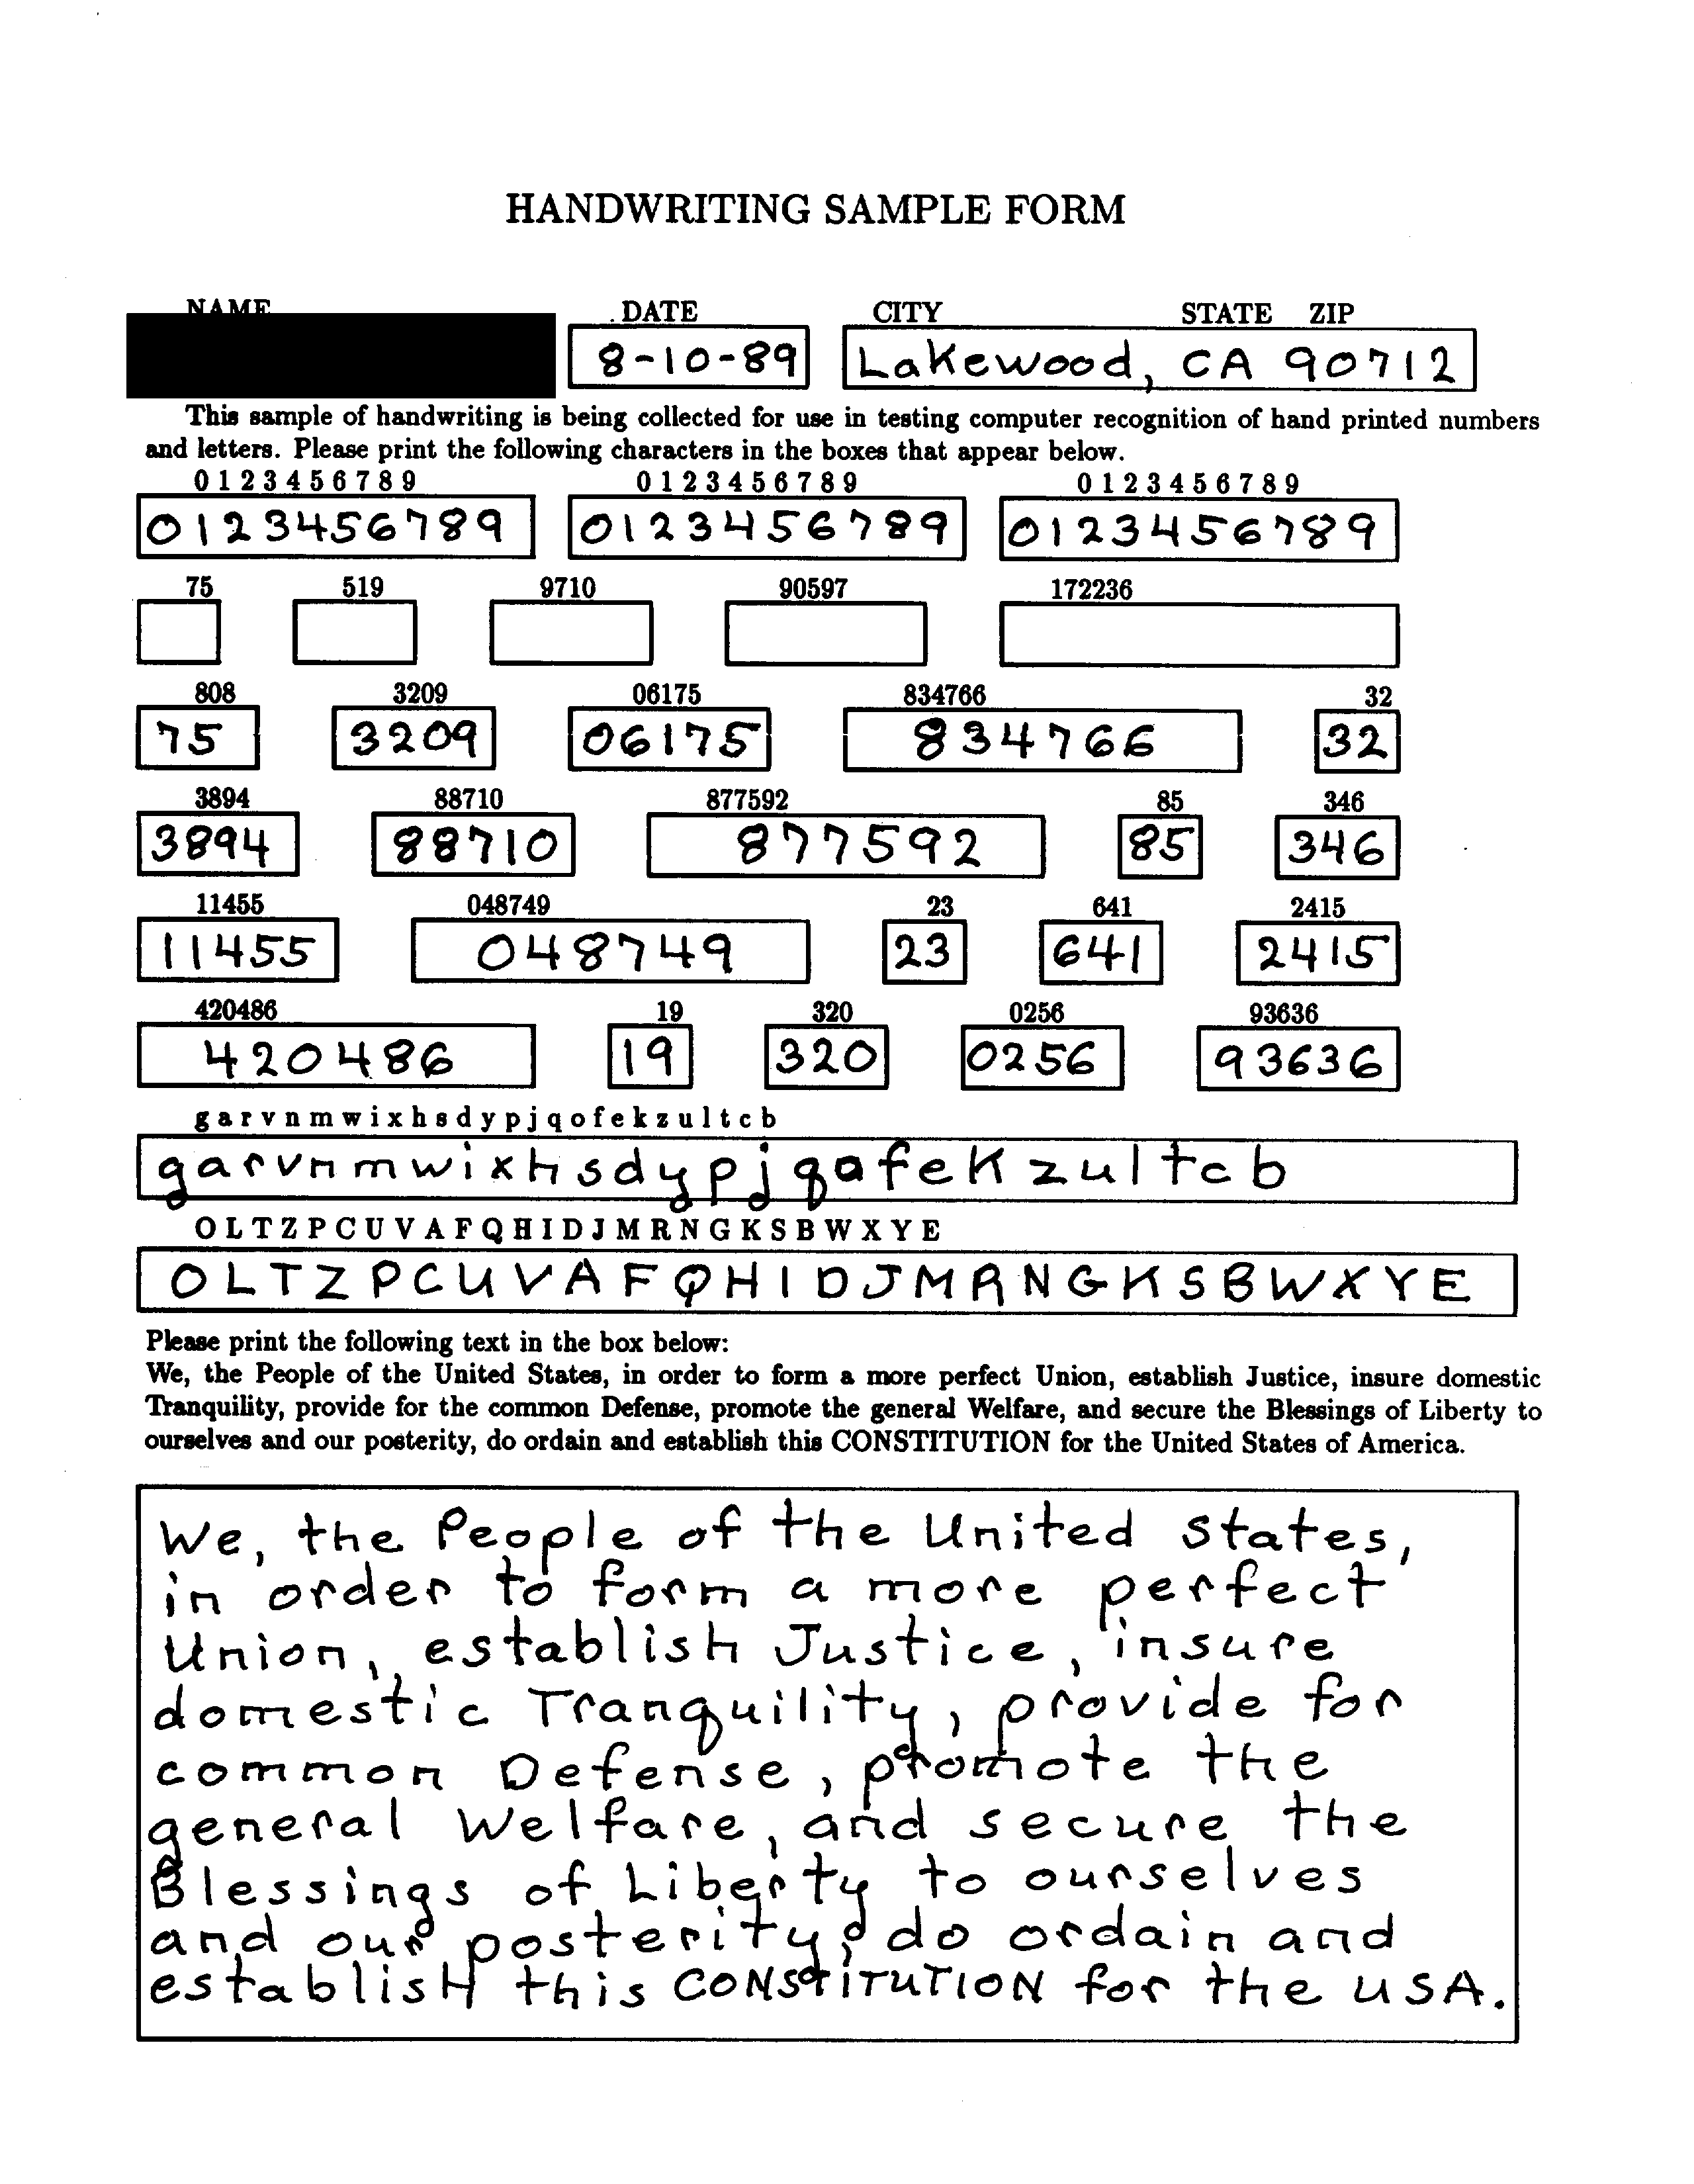 HANDWRITING SAMPLE FORM
NAME DATE CITY STATE ZIP
8-10-89 Lakewood, CA 90712
This sample of handwriting is being collected for use in testing computer recognition of hand printed numbers
and letters. Please print the following characters in the boxes that appear below.
0 1 2 3 4 5 6 7 8 9 0 1 2 3 4 5 6 7 8 9 0 1 2 3 4 5 6 7 8 9
0123456789 0123456789 0123456789
75 519 9710 90597 172236
808 3209 06175 834766 32
75 3209 06175 834766 32
3894 88710 877592 85 346
3894 88710 877592 85 346
11455 048749 23 641 2415
11455 048749 23 641 2415
420486 19 320 0256 93636
420486 19 320 0256 93636
g a r v n m w i x h s d y p j q o f e k z u l t c b
g a r v n m w i x h s d y p j q o f e k z u l t c b
O L T Z P C U V A F Q H I D J M R N G K S B W X Y E
O L T Z P C U V A F Q H I D J M R N G K S B W X Y E
Please print the following text in the box below:
We, the People of the United States, in order to form a more perfect Union, establish Justice, insure domestic
Tranquility, provide for the common Defense, promote the general Welfare, and secure the Blessings of Liberty to
ourselves and our posterity, do ordain and establish this CONSTITUTION for the United States of America.
We, the People of the United States,
in order to form a more perfect
Union, establish Justice, insure
domestic Tranquility, provide for
common Defense, promote the
general Welfare, and secure the
Blessings of Liberty to ourselves
and our posterity, do ordain and
establish this CONSTITUTION for the USA.